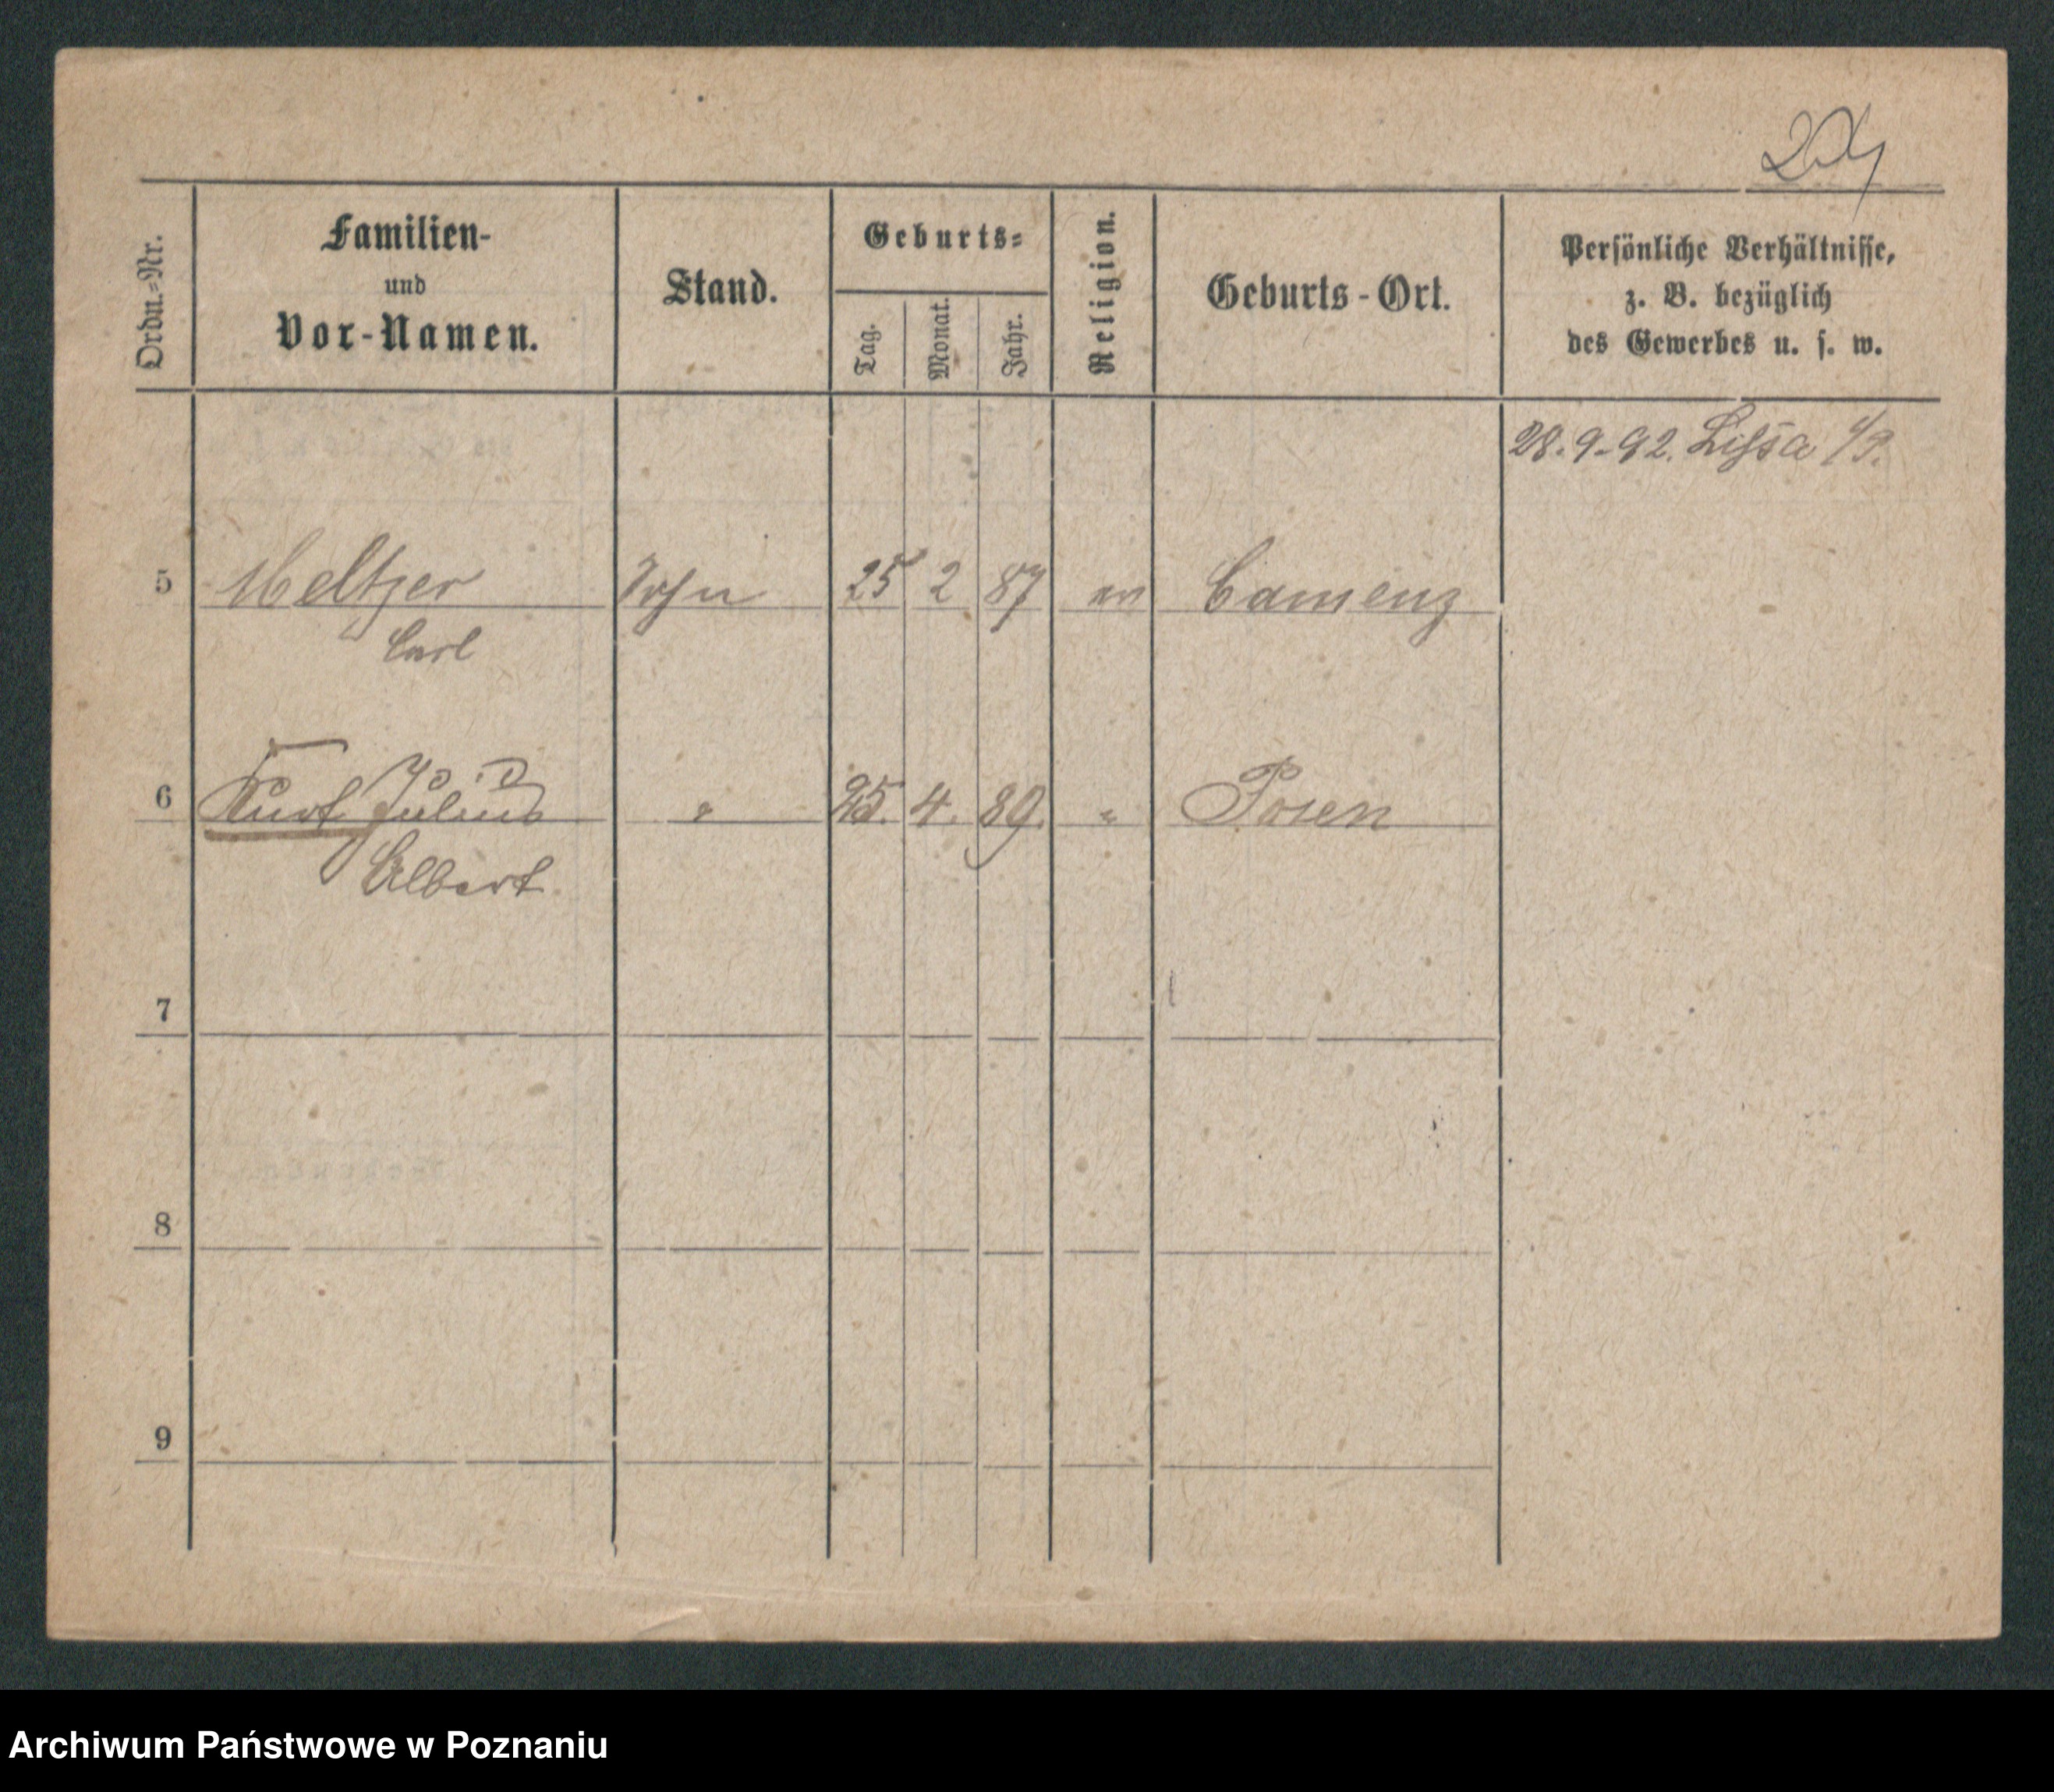 204
Ordn.-Nr.
Familien-
und
Vor-Namen.
Stand.
Geburts-
Tag.
Monat.
Jahr.
Religion.
Geburts-Ort.
Persönliche Verhältnisse,
z. B. bezüglich
des Gewerbes u. s. w.
28.9.92. Lissa i/P.
5 Meltzer Sohn 25 2 87 ev Camenz
Carl
6 Kurt Julius " 25. 4. 89. " Posen
Albert
7
8
9
Archiwum Państwowe w Poznaniu